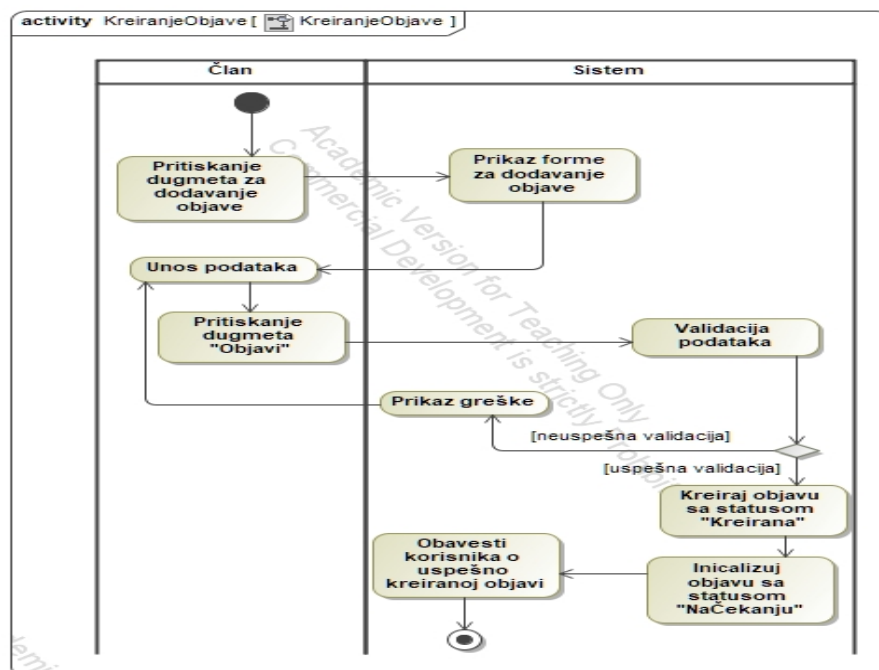 activity KreiranjeObjave [ KreiranjeObjave ]
Član
Sistem
Pritiskanje
dugmeta za
dodavanje
objave
Prikaz forme
za dodavanje
objave
Unos podataka
Pritiskanje
dugmeta
"Objavi"
Validacija
podataka
Prikaz greške
[neuspešna validacija]
[uspešna validacija]
Kreiraj objavu
sa statusom
"Kreirana"
Obavesti
korisnika o
uspešno
kreiranoj objavi
Inicalizuj
objavu sa
statusom
"NaČekanju"
Academic Version for Teaching Only
Commercial Development is strictly